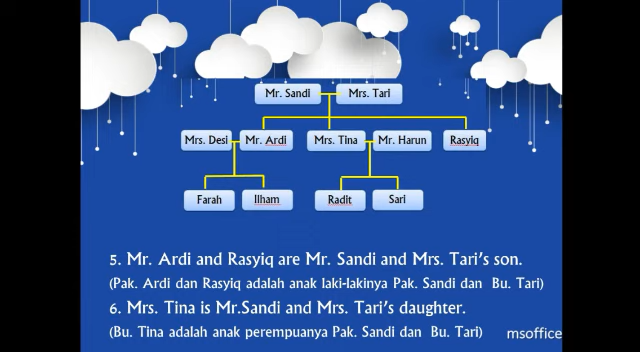 Mr. Sandi Mrs. Tari
Mrs. Desi Mr. Ardi Mrs. Tina Mr. Harun Rasyiq
Farah Ilham Radit Sari
5. Mr. Ardi and Rasyiq are Mr. Sandi and Mrs. Tari's son.
(Pak. Ardi dan Rasyiq adalah anak laki-lakinya Pak. Sandi dan Bu. Tari)
6. Mrs. Tina is Mr.Sandi and Mrs. Tari's daughter.
(Bu. Tina adalah anak perempuanya Pak. Sandi dan Bu. Tari)
msoffice